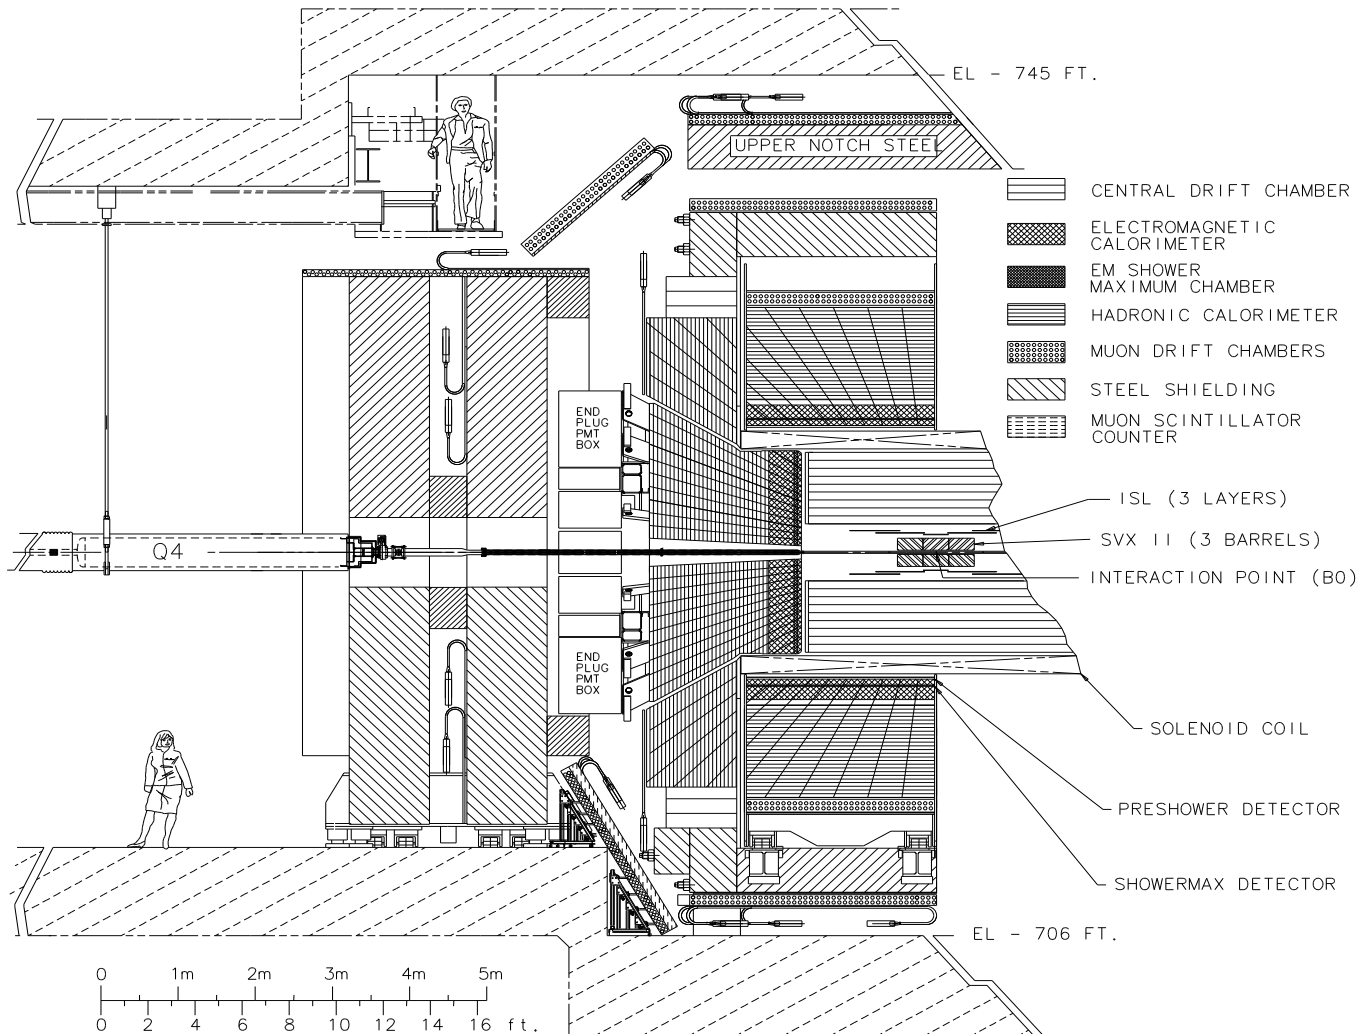 EL - 745 FT.
UPPER NOTCH STEEL
CENTRAL DRIFT CHAMBER
ELECTROMAGNETIC
CALORIMETER
EM SHOWER
MAXIMUM CHAMBER
HADRONIC CALORIMETER
MUON DRIFT CHAMBERS
STEEL SHIELDING
MUON SCINTILLATOR
COUNTER
END
PLUG
PMT
BOX
ISL (3 LAYERS)
SVX II (3 BARRELS)
INTERACTION POINT (B0)
Q4
END
PLUG
PMT
BOX
SOLENOID COIL
PRESHOWER DETECTOR
SHOWERMAX DETECTOR
EL - 706 FT.
0 1m 2m 3m 4m 5m
0 2 4 6 8 10 12 14 16 ft.